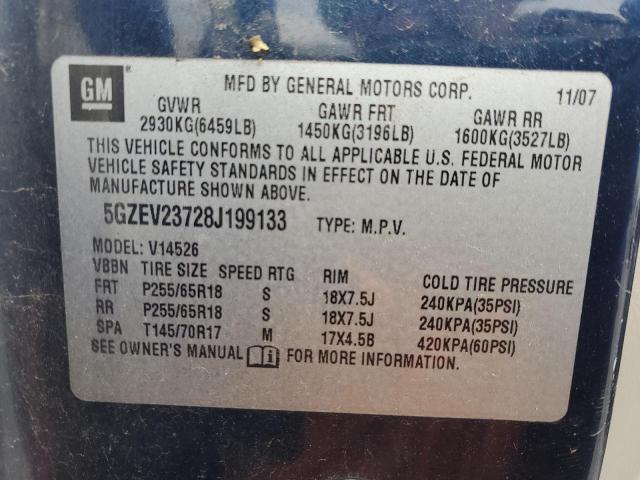 GM
MFD BY GENERAL MOTORS CORP. 11/07
GVWR GAWR FRT GAWR RR
2930KG(6459LB) 1450KG(3196LB) 1600KG(3527LB)
THIS VEHICLE CONFORMS TO ALL APPLICABLE U.S. FEDERAL MOTOR
VEHICLE SAFETY STANDARDS IN EFFECT ON THE DATE OF
MANUFACTURE SHOWN ABOVE.
5GZEV23728J199133 TYPE: M.P.V.
MODEL: V14526
VBBN TIRE SIZE SPEED RTG RIM COLD TIRE PRESSURE
FRT P255/65R18 S 18X7.5J 240KPA(35PSI)
RR P255/65R18 S 18X7.5J 240KPA(35PSI)
SPA T145/70R17 M 17X4.5B 420KPA(60PSI)
SEE OWNER'S MANUAL FOR MORE INFORMATION.